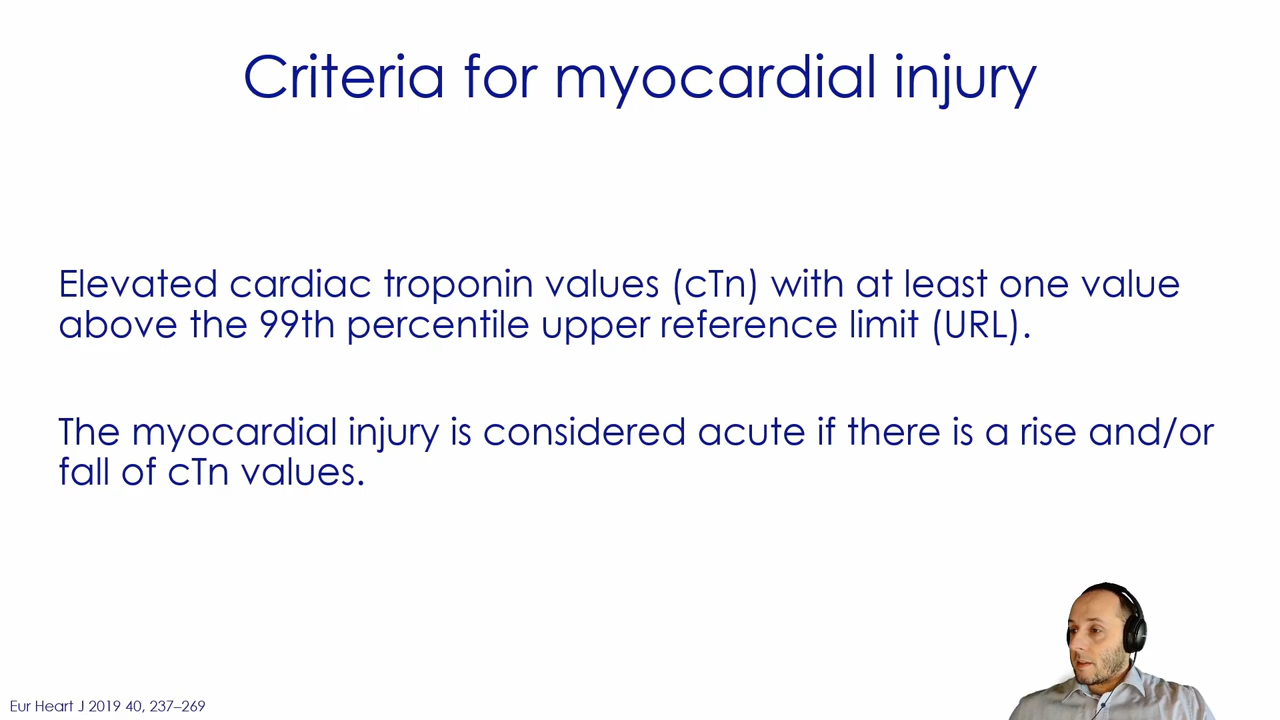 Criteria for myocardial injury
Elevated cardiac troponin values (cTn) with at least one value
above the 99th percentile upper reference limit (URL).
The myocardial injury is considered acute if there is a rise and/or
fall of cTn values.
Eur Heart J 2019 40, 237–269